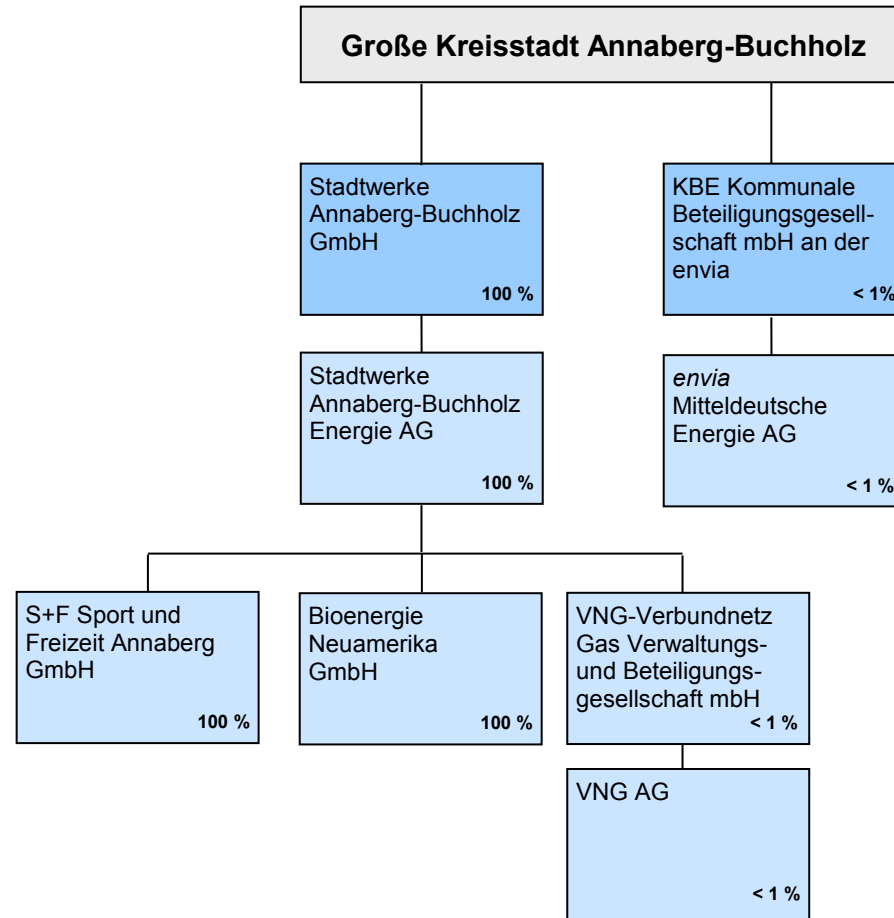 Große Kreisstadt Annaberg-Buchholz
Stadtwerke
Annaberg-Buchholz
GmbH
100 %
KBE Kommunale
Beteiligungsgesell-
schaft mbH an der
envia
< 1%
Stadtwerke
Annaberg-Buchholz
Energie AG
100 %
envia
Mitteldeutsche
Energie AG
< 1 %
S+F Sport und
Freizeit Annaberg
GmbH
100 %
Bioenergie
Neuamerika
GmbH
100 %
VNG-Verbundnetz
Gas Verwaltungs-
und Beteiligungs-
gesellschaft mbH
< 1 %
VNG AG
< 1 %